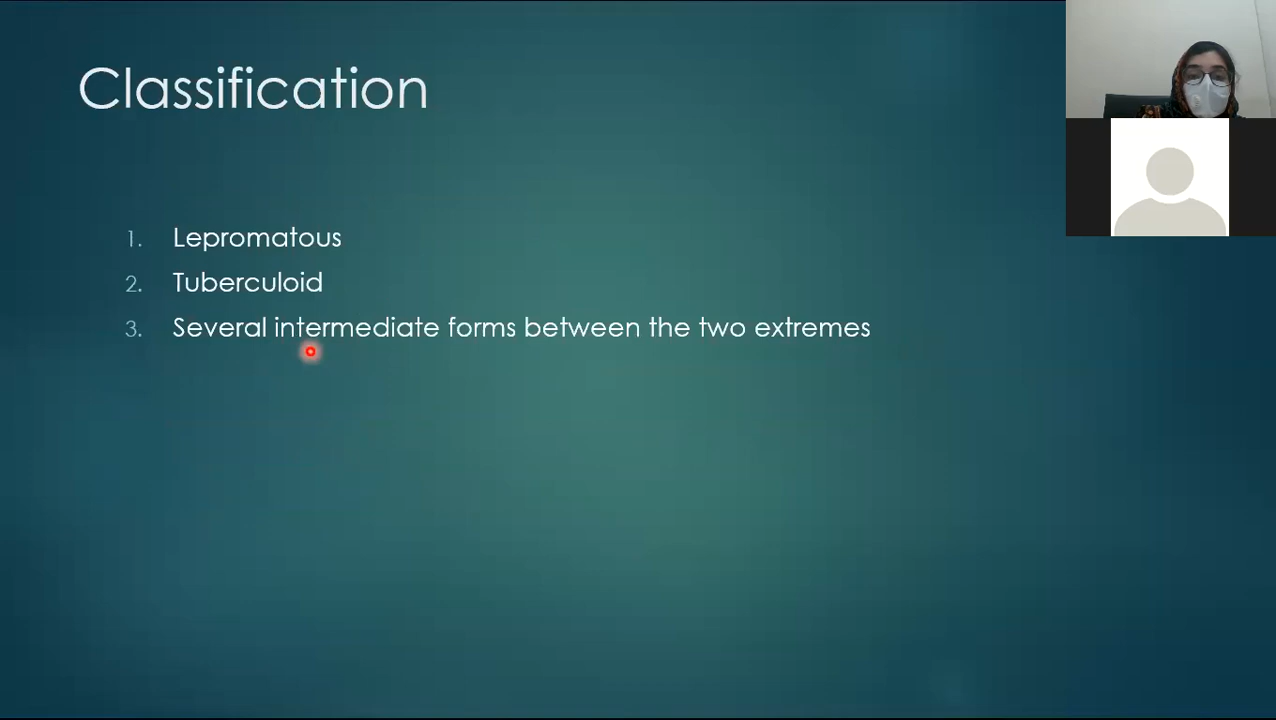 Classification
1. Lepromatous
2. Tuberculoid
3. Several intermediate forms between the two extremes